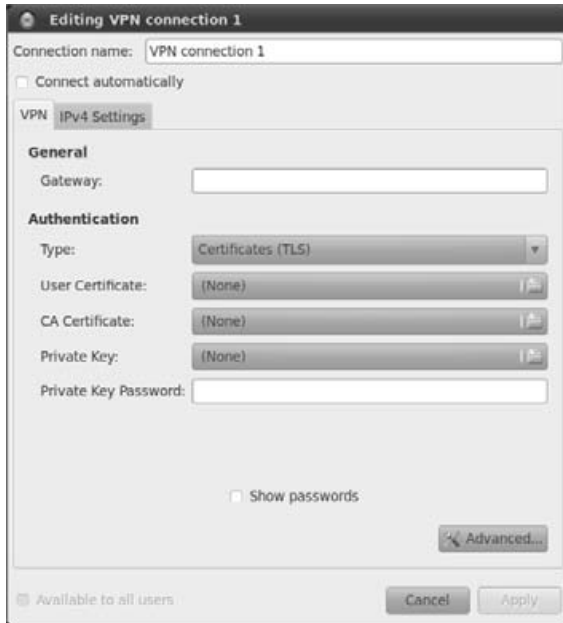 Editing VPN connection 1
Connection name: VPN connection 1
Connect automatically
VPN IPv4 Settings
General
Gateway:
Authentication
Type: Certificates (TLS)
User Certificate: (None)
CA Certificate: (None)
Private Key: (None)
Private Key Password:
Show passwords
Advanced...
Available to all users Cancel Apply